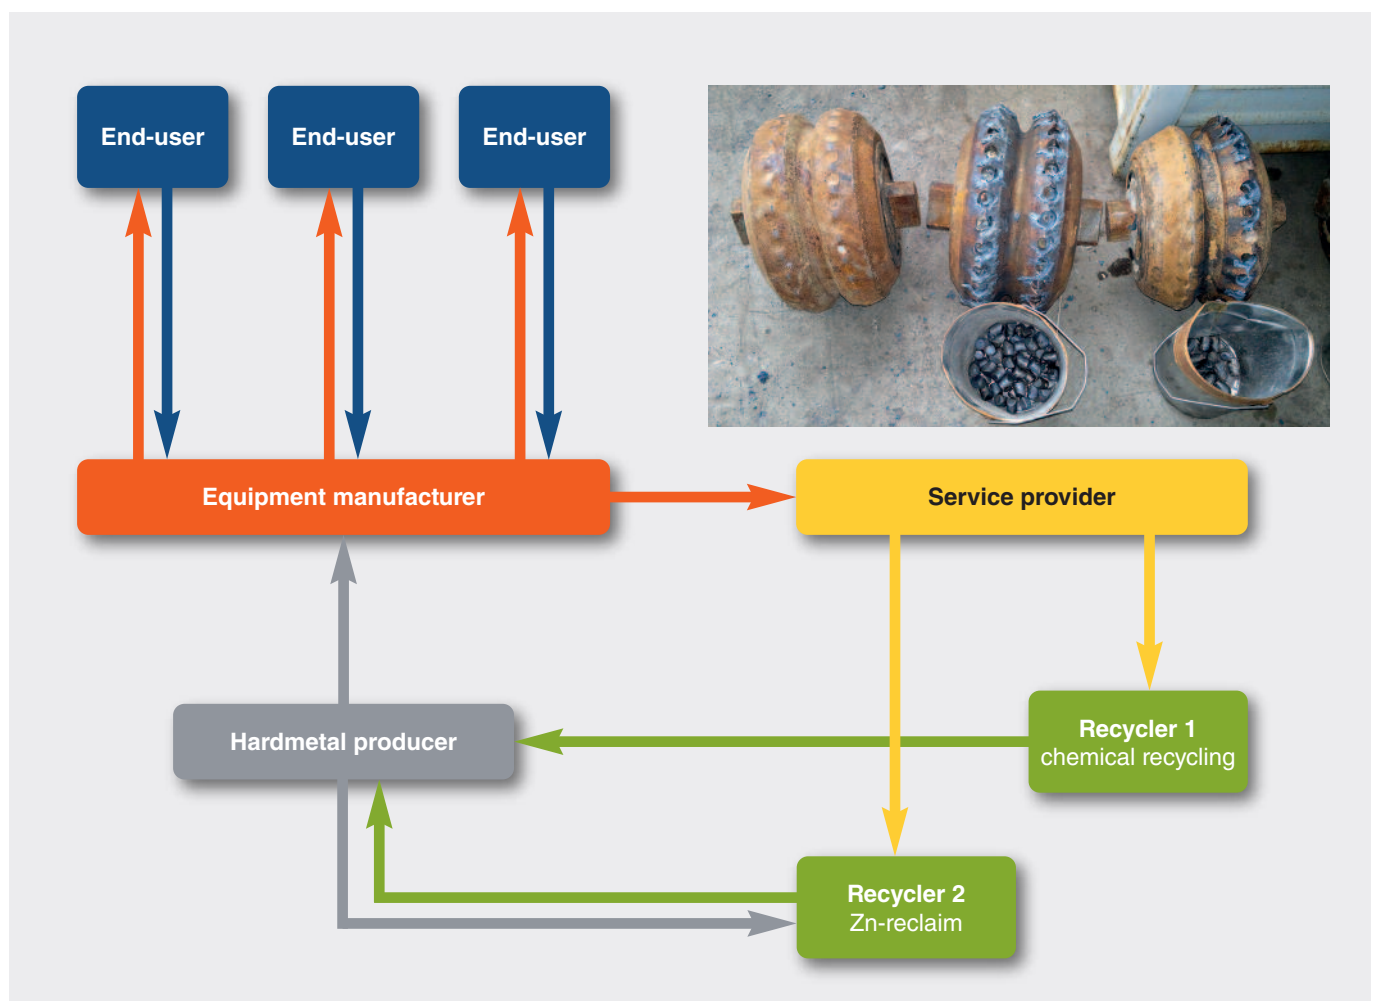 End-user
End-user
End-user
Equipment manufacturer
Service provider
Hardmetal producer
Recycler 1
chemical recycling
Recycler 2
Zn-reclaim